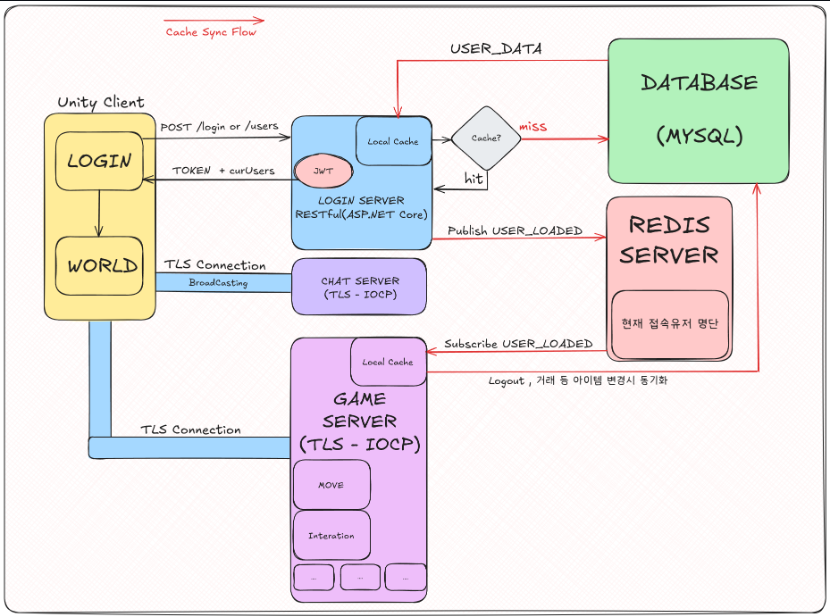 Cache Sync Flow
USER_DATA
DATABASE
(MYSQL)
Unity Client
POST /login or /users
LOGIN
Local Cache
Cache?
miss
hit
TOKEN + curUsers
JWT
LOGIN SERVER
RESTful(ASP.NET Core)
Publish USER_LOADED
REDIS
SERVER
현재 접속유저 명단
WORLD
TLS Connection
BroadCasting
CHAT SERVER
(TLS - IOCP)
Subscribe USER_LOADED
Local Cache
Logout , 거래 등 아이템 변경시 동기화
GAME
SERVER
(TLS - IOCP)
TLS Connection
MOVE
Interation
...
...
...